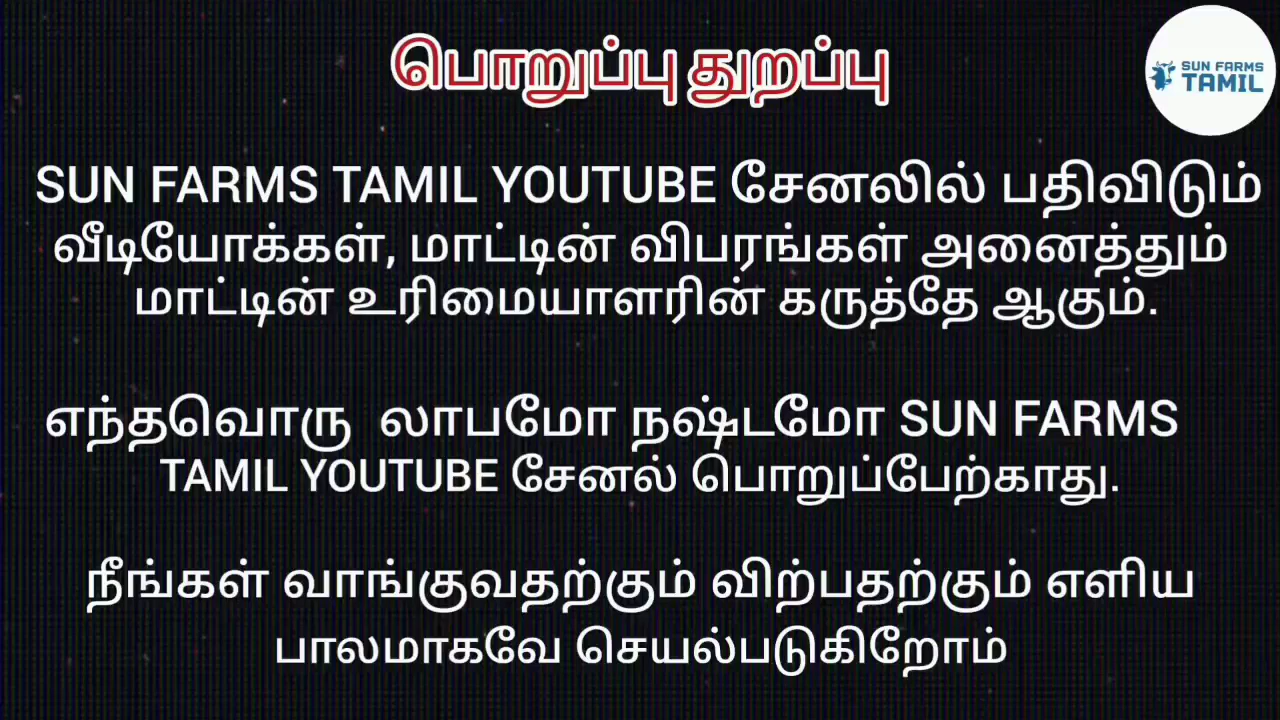 பொறுப்பு துறப்பு
SUN FARMS
TAMIL
SUN FARMS TAMIL YOUTUBE சேனலில் பதிவிடும்
வீடியோக்கள், மாட்டின் விபரங்கள் அனைத்தும்
மாட்டின் உரிமையாளரின் கருத்தே ஆகும்.
எந்தவொரு லாபமோ நஷ்டமோ SUN FARMS
TAMIL YOUTUBE சேனல் பொறுப்பேற்காது.
நீங்கள் வாங்குவதற்கும் விற்பதற்கும் எளிய
பாலமாகவே செயல்படுகிறோம்